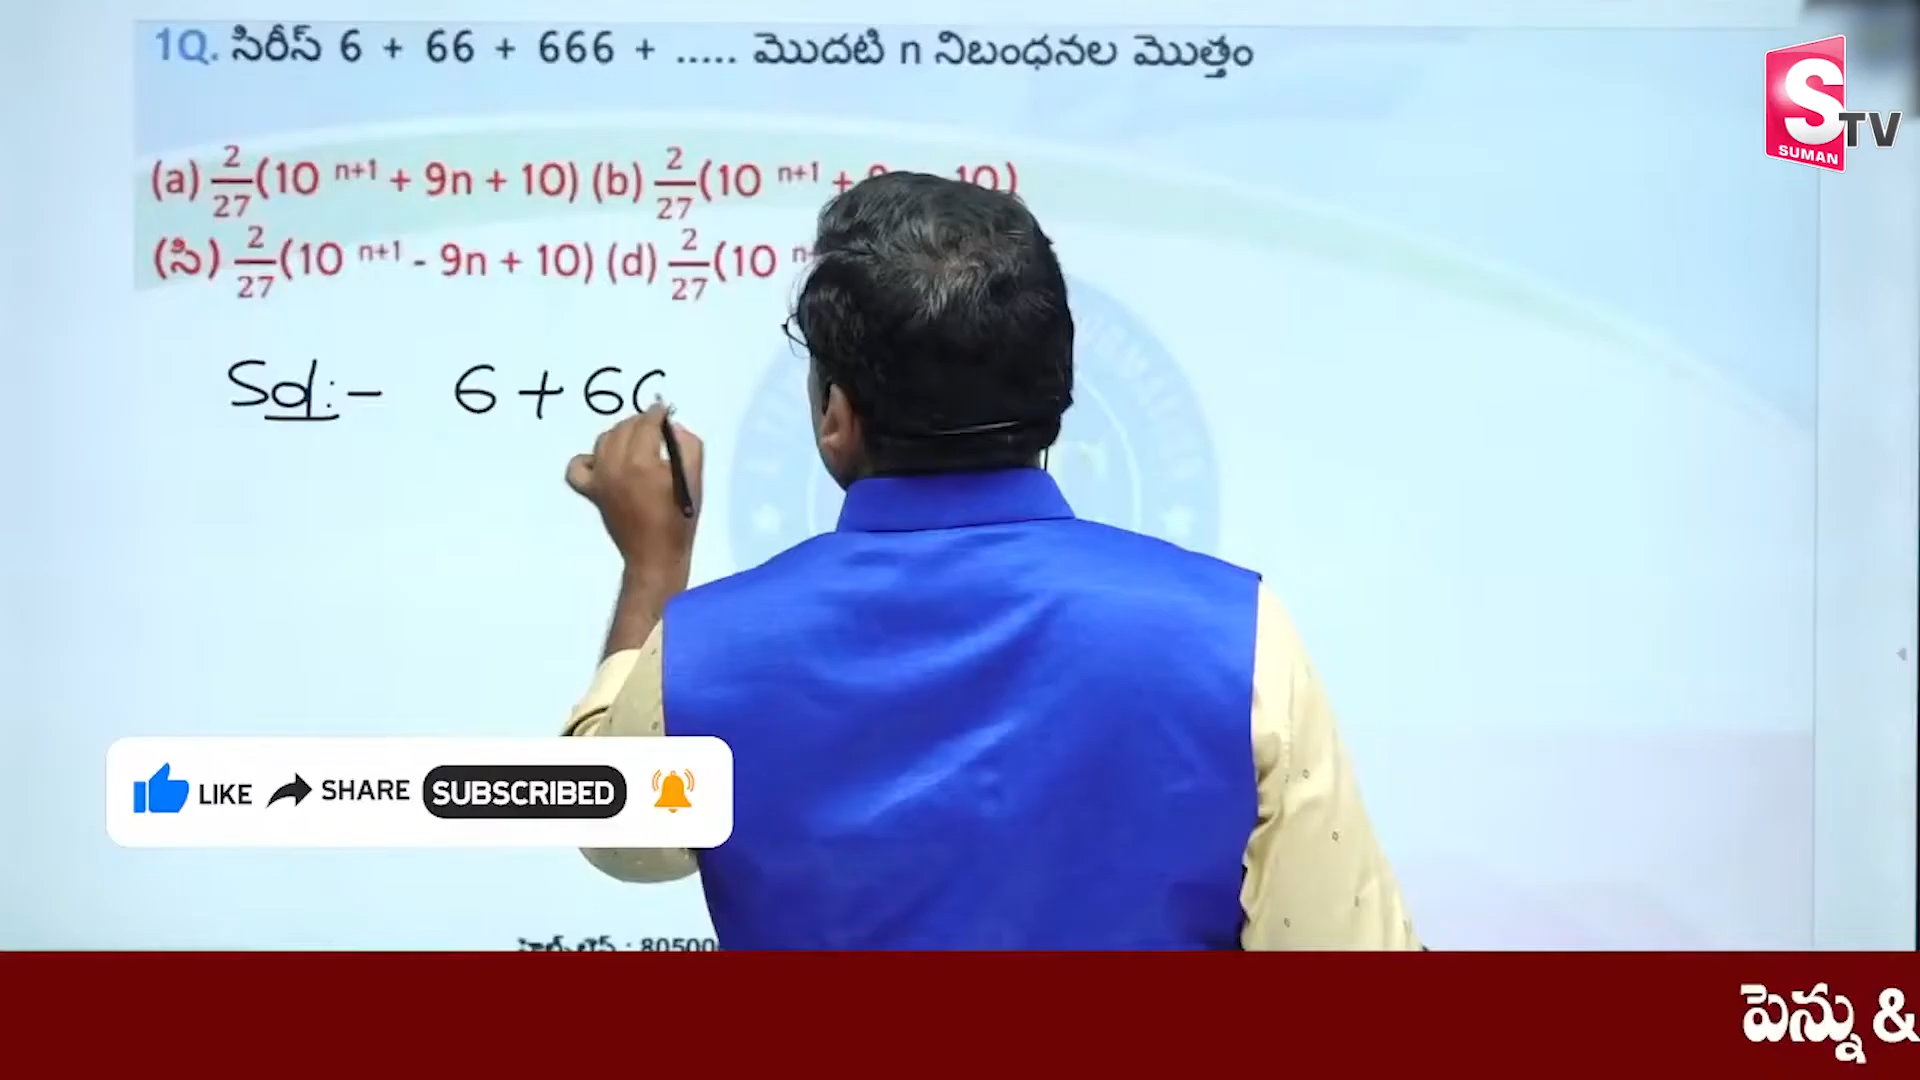 1Q. సిరీస్ 6 + 66 + 666 + ..... మొదటి n నిబంధనల మొత్తం
(a) 2/27 (10 n+1 + 9n + 10) (b) 2/27 (10 n+1 + 10)
(సి) 2/27 (10 n+1 - 9n + 10) (d) 2/27 (10
Sol:- 6 + 66
LIKE SHARE SUBSCRIBED
S SUMAN TV
పెన్ను &